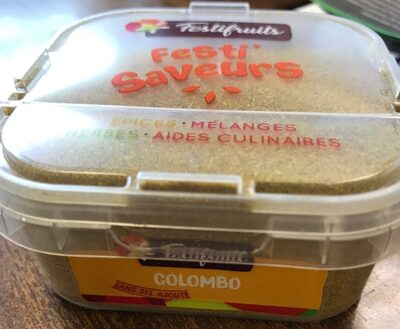 Festifruits
Festi'
Saveurs
ÉPICES · MÉLANGES
HERBES · AIDES CULINAIRES
Festifruits
COLOMBO
SANS SEL AJOUTÉ